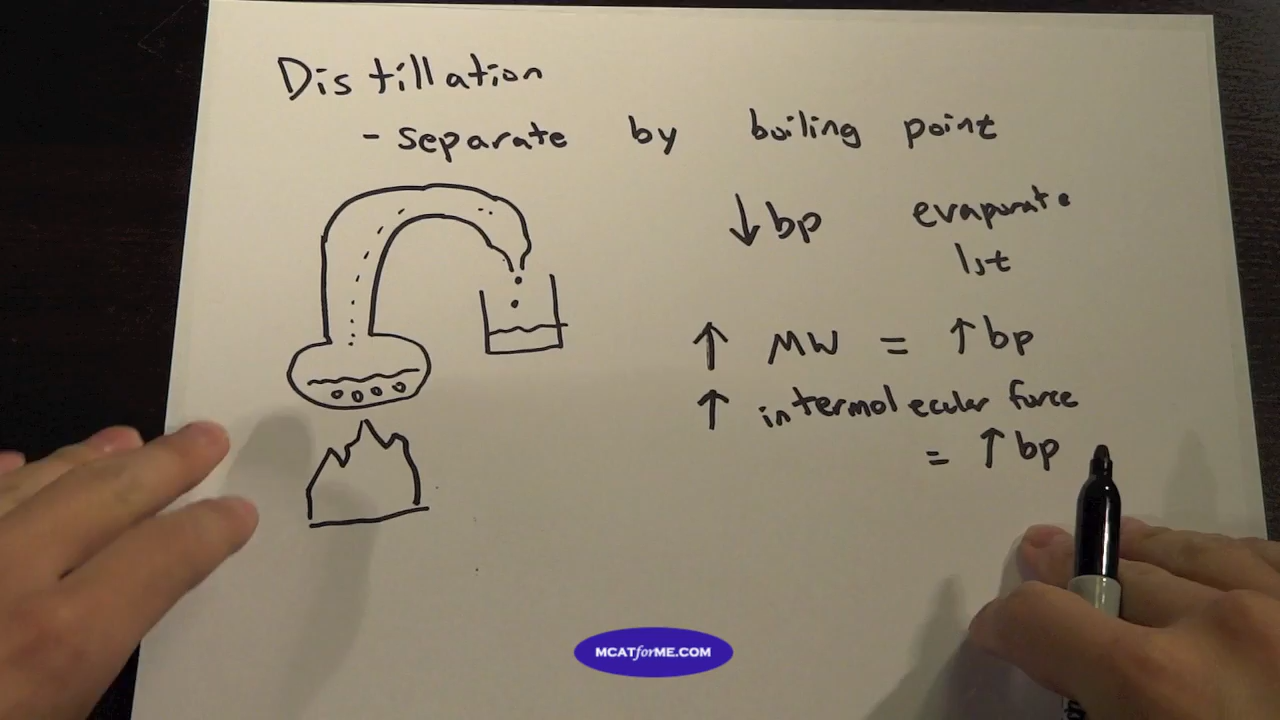 Distillation
- separate by boiling point
↓ bp evaporate
1st
↑ MW = ↑ bp
↑ intermolecular force
= ↑ bp
MCATforME.COM